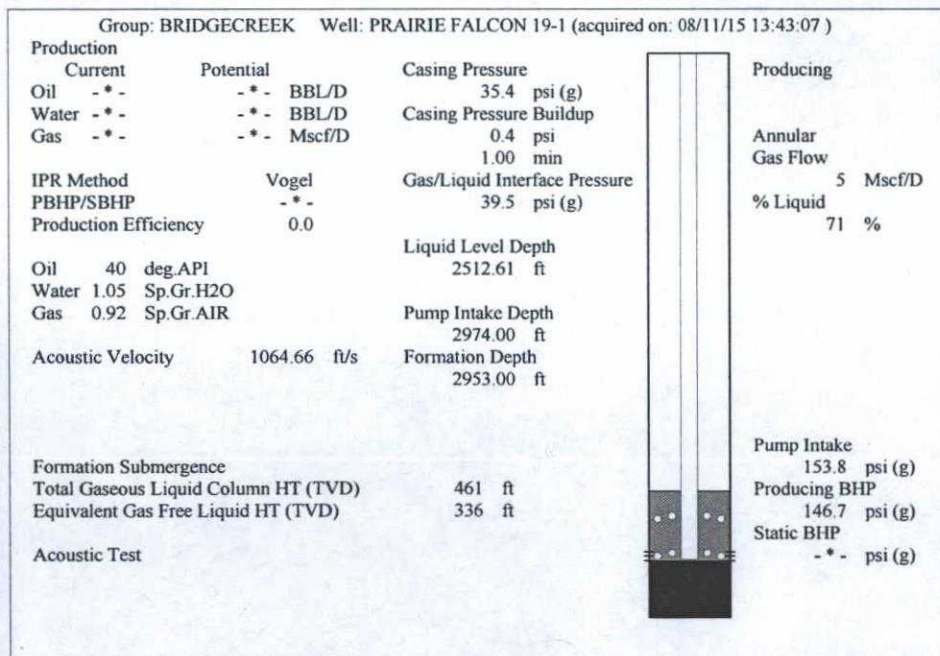 Group: BRIDGECREEK Well: PRAIRIE FALCON 19-1 (acquired on: 08/11/15 13:43:07 )
Production
Current Potential
Oil - * - - * - BBL/D
Water - * - - * - BBL/D
Gas - * - - * - Mscf/D
IPR Method Vogel
PBHP/SBHP - * -
Production Efficiency 0.0
Oil 40 deg.API
Water 1.05 Sp.Gr.H2O
Gas 0.92 Sp.Gr.AIR
Acoustic Velocity 1064.66 ft/s
Formation Submergence
Total Gaseous Liquid Column HT (TVD) 461 ft
Equivalent Gas Free Liquid HT (TVD) 336 ft
Acoustic Test
Casing Pressure
35.4 psi (g)
Casing Pressure Buildup
0.4 psi
1.00 min
Gas/Liquid Interface Pressure
39.5 psi (g)
Liquid Level Depth
2512.61 ft
Pump Intake Depth
2974.00 ft
Formation Depth
2953.00 ft
Producing
Annular
Gas Flow
5 Mscf/D
% Liquid
71 %
Pump Intake
153.8 psi (g)
Producing BHP
146.7 psi (g)
Static BHP
- * - psi (g)